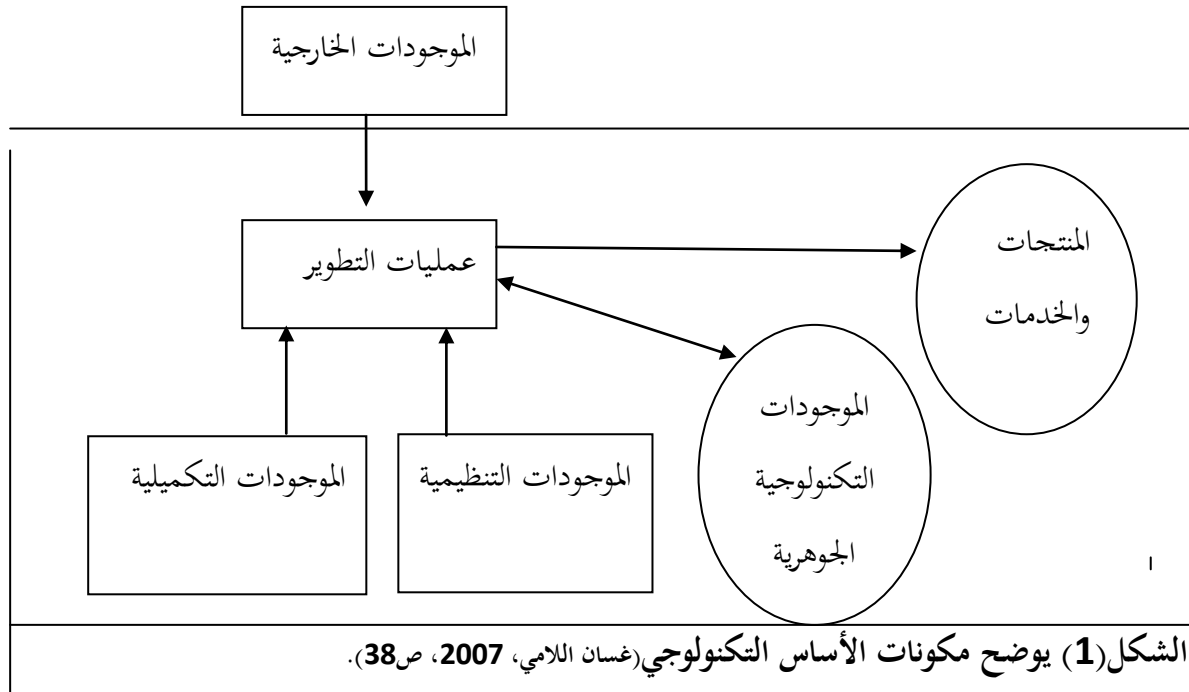 الموجودات الخارجية
عمليات التطوير
المنتجات
والخدمات
الموجودات
التكنولوجية
الجوهرية
الموجودات التنظيمية
الموجودات التكميلية
ا
الشكل(1) يوضح مكونات الأساس التكنولوجي(غسان اللامي، 2007، ص38).